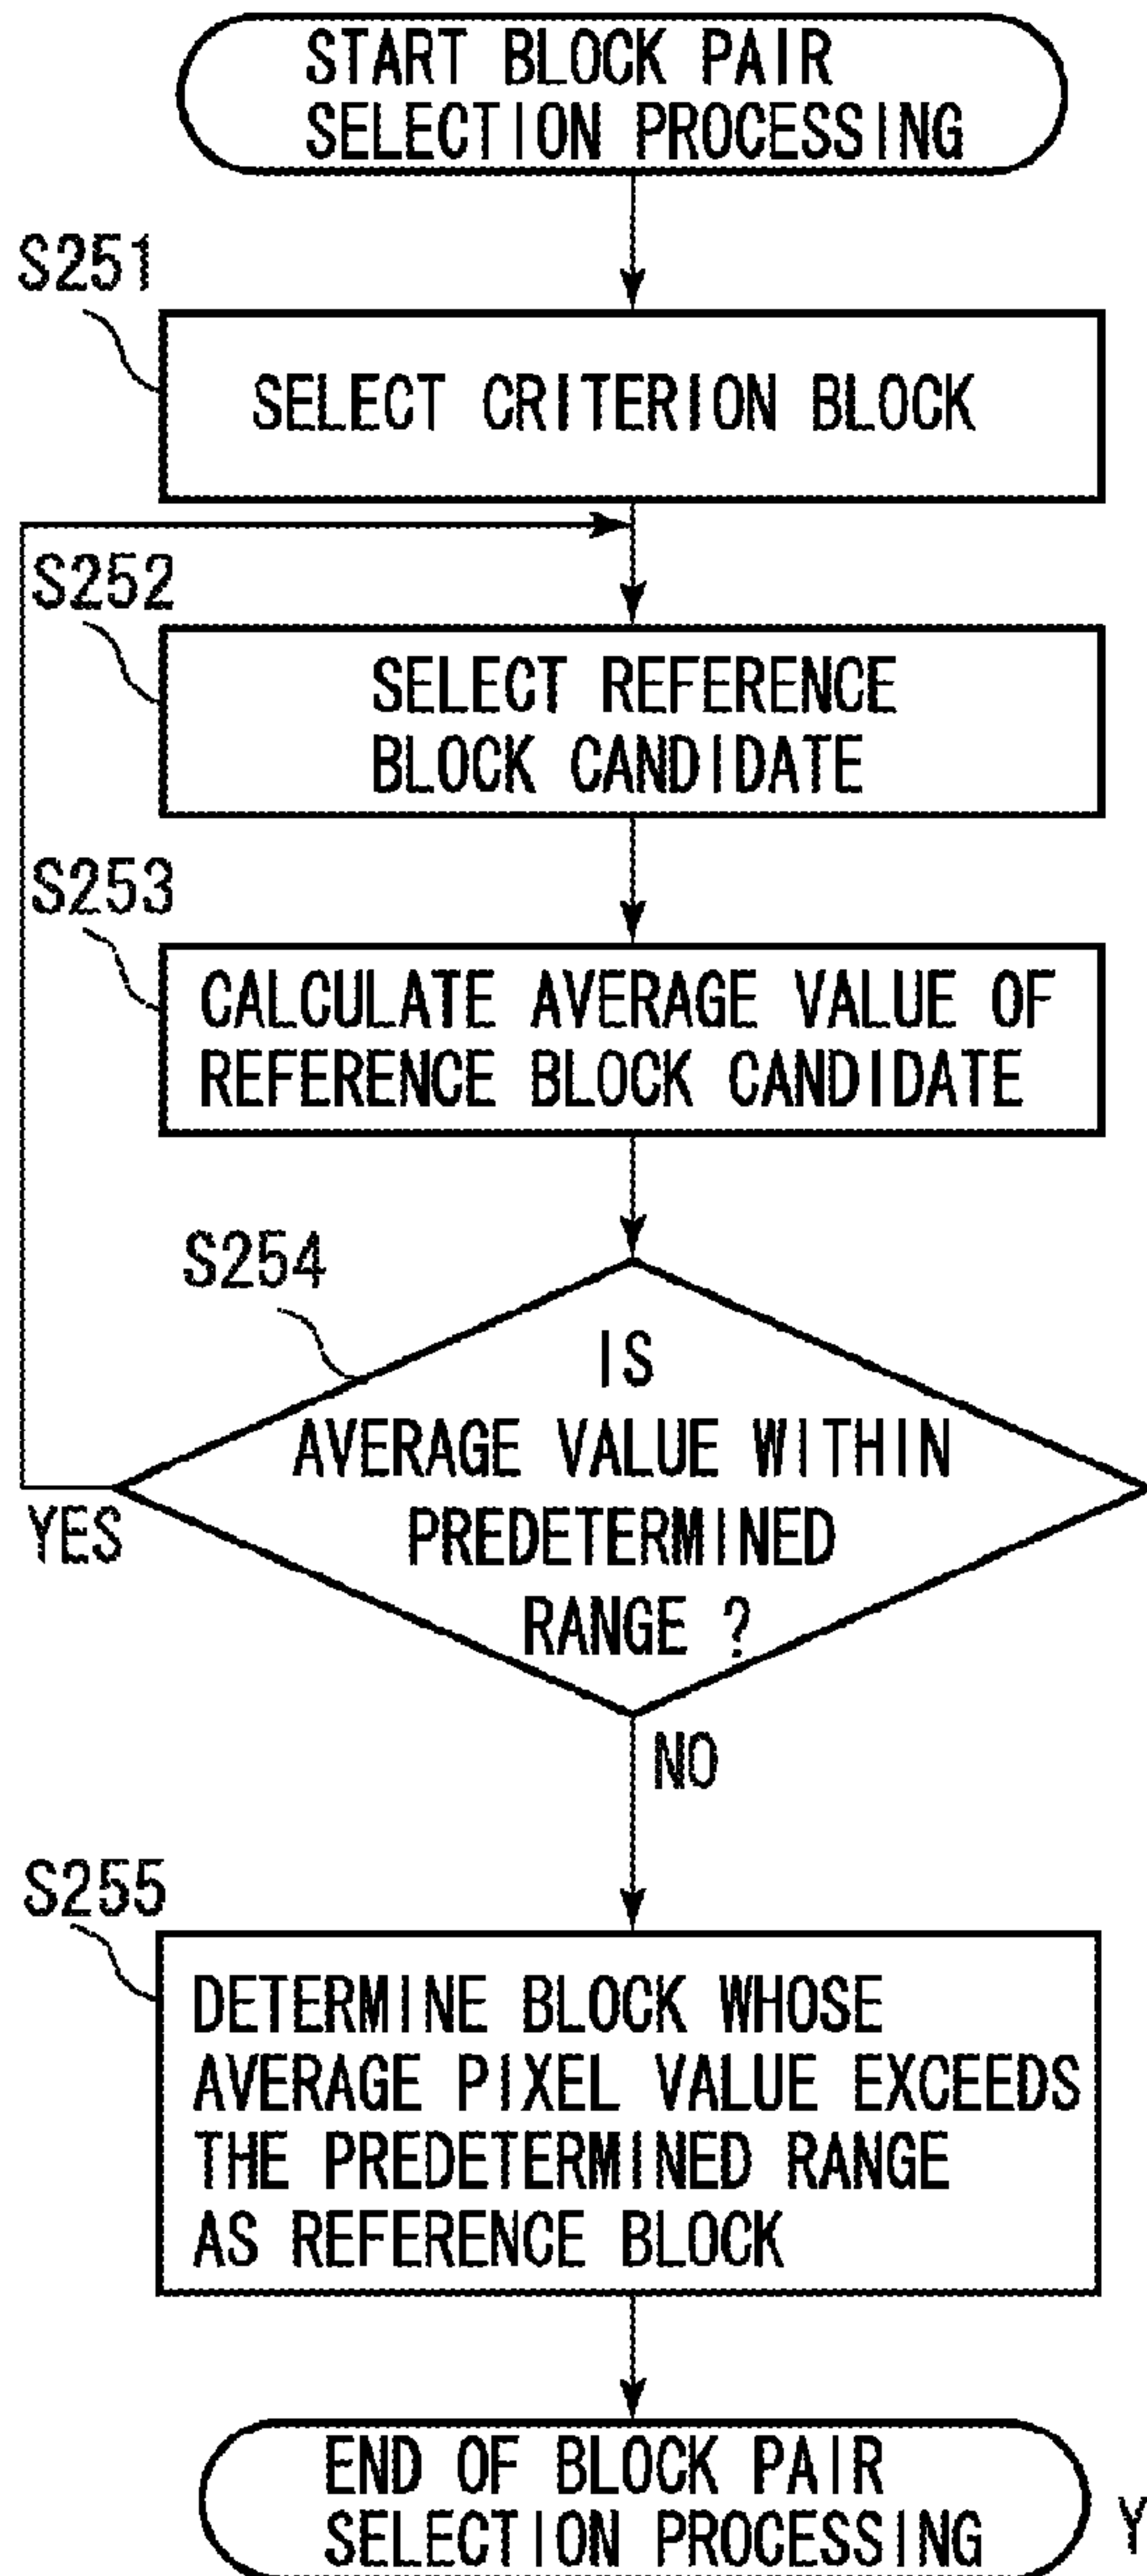 START BLOCK PAIR
SELECTION PROCESSING
S251
SELECT CRITERION BLOCK
S252
SELECT REFERENCE
BLOCK CANDIDATE
S253
CALCULATE AVERAGE VALUE OF
REFERENCE BLOCK CANDIDATE
S254
IS
AVERAGE VALUE WITHIN
PREDETERMINED
RANGE ?
YES
NO
S255
DETERMINE BLOCK WHOSE
AVERAGE PIXEL VALUE EXCEEDS
THE PREDETERMINED RANGE
AS REFERENCE BLOCK
END OF BLOCK PAIR
SELECTION PROCESSING
Y